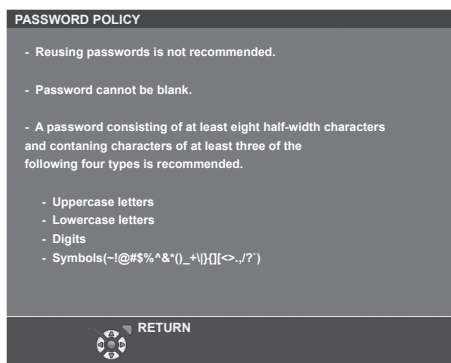 PASSWORD POLICY
- Reusing passwords is not recommended.
- Password cannot be blank.
- A password consisting of at least eight half-width characters
and contaning characters of at least three of the
following four types is recommended.
- Uppercase letters
- Lowercase letters
- Digits
- Symbols(~!@#$%^&*()_+\|}{][<>.,/?`)
RETURN